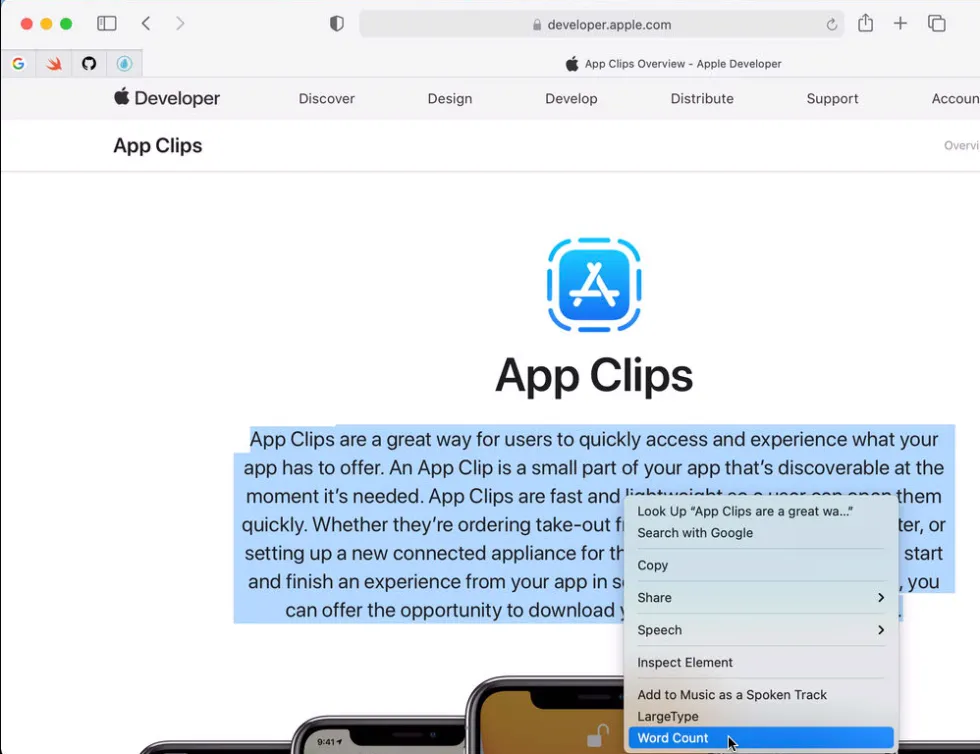 developer.apple.com
App Clips Overview - Apple Developer
Developer Discover Design Develop Distribute Support Accoun
App Clips Overvi
App Clips
App Clips are a great way for users to quickly access and experience what your
app has to offer. An App Clip is a small part of your app that’s discoverable at the
moment it’s needed. App Clips are fast and lightweight so a user can open them
quickly. Whether they’re ordering take-out ter, or
setting up a new connected appliance for start
and finish an experience from your app in , you
can offer the opportunity to download
Look Up “App Clips are a great wa...”
Search with Google
Copy
Share
Speech
Inspect Element
Add to Music as a Spoken Track
LargeType
Word Count
9:41